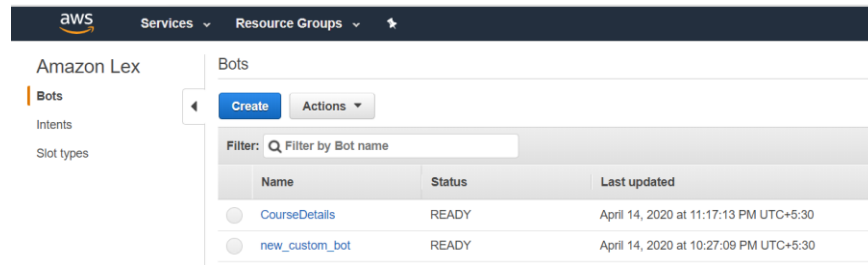 aws Services Resource Groups
Amazon Lex
Bots
Intents
Slot types
Bots
Create Actions
Filter: Filter by Bot name
Name Status Last updated
CourseDetails READY April 14, 2020 at 11:17:13 PM UTC+5:30
new_custom_bot READY April 14, 2020 at 10:27:09 PM UTC+5:30